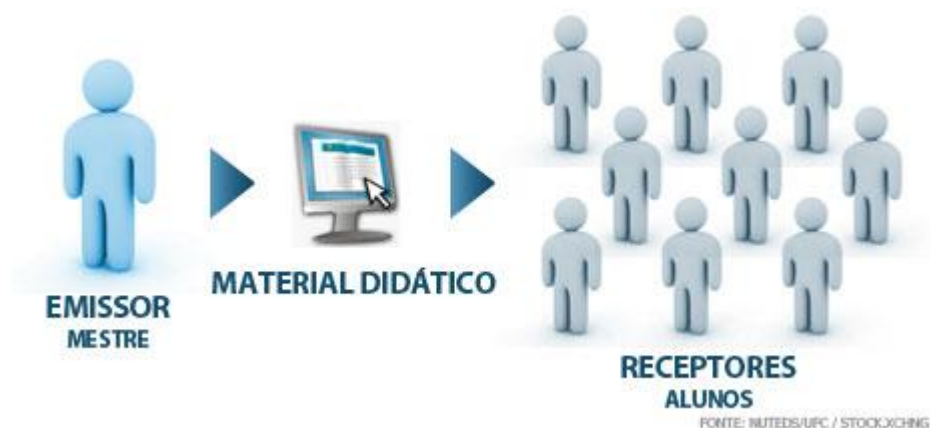 EMISSOR
MESTRE
MATERIAL DIDÁTICO
RECEPTORES
ALUNOS
FONTE: NUTEDS/UFC / STOCK.XCHNG